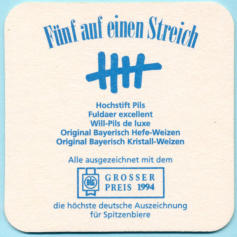 Fünf auf einen Streich
Hochstift Pils
Fuldaer excellent
Will-Pils de luxe
Original Bayerisch Hefe-Weizen
Original Bayerisch Kristall-Weizen
Alle ausgezeichnet mit dem
GROSSER
PREIS 1994
die höchste deutsche Auszeichnung
für Spitzenbiere